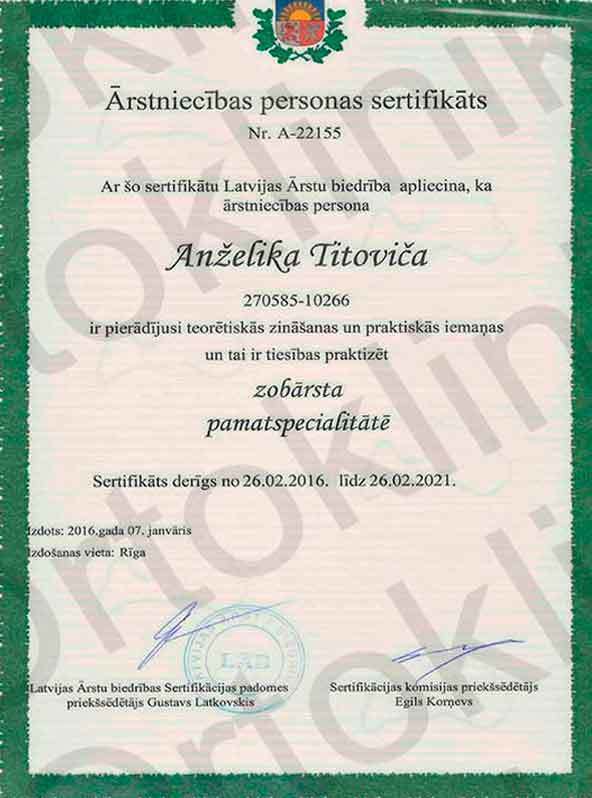 Ārstniecības personas sertifikāts
Nr. A-22155
Ar šo sertifikātu Latvijas Ārstu biedrība apliecina, ka
ārstniecības persona
Anželika Titoviča
270585-10266
ir pierādījusi teorētiskās zināšanas un praktiskās iemaņas
un tai ir tiesības praktizēt
zobārsta
pamatspecialitātē
Sertifikāts derīgs no 26.02.2016. līdz 26.02.2021.
Izdots: 2016.gada 07. janvāris
Izdošanas vieta: Rīga
LĀB
Latvijas Ārstu biedrības Sertifikācijas padomes
priekšsēdētājs Gustavs Latkovskis
Sertifikācijas komisijas priekšsēdētājs
Egils Korņevs